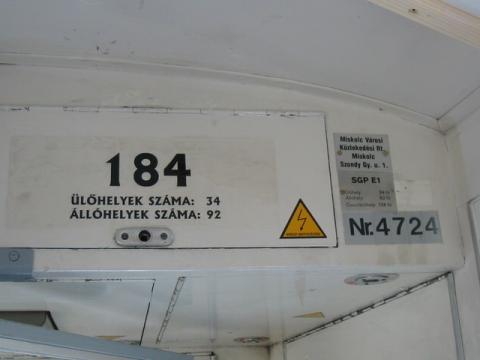 184
ÜLŐHELYEK SZÁMA: 34
ÁLLÓHELYEK SZÁMA: 92
Miskolc Városi
Közlekedési Rt.
Miskolc
Szondy Gy. u. 1.
SGP E1
Nr.4724